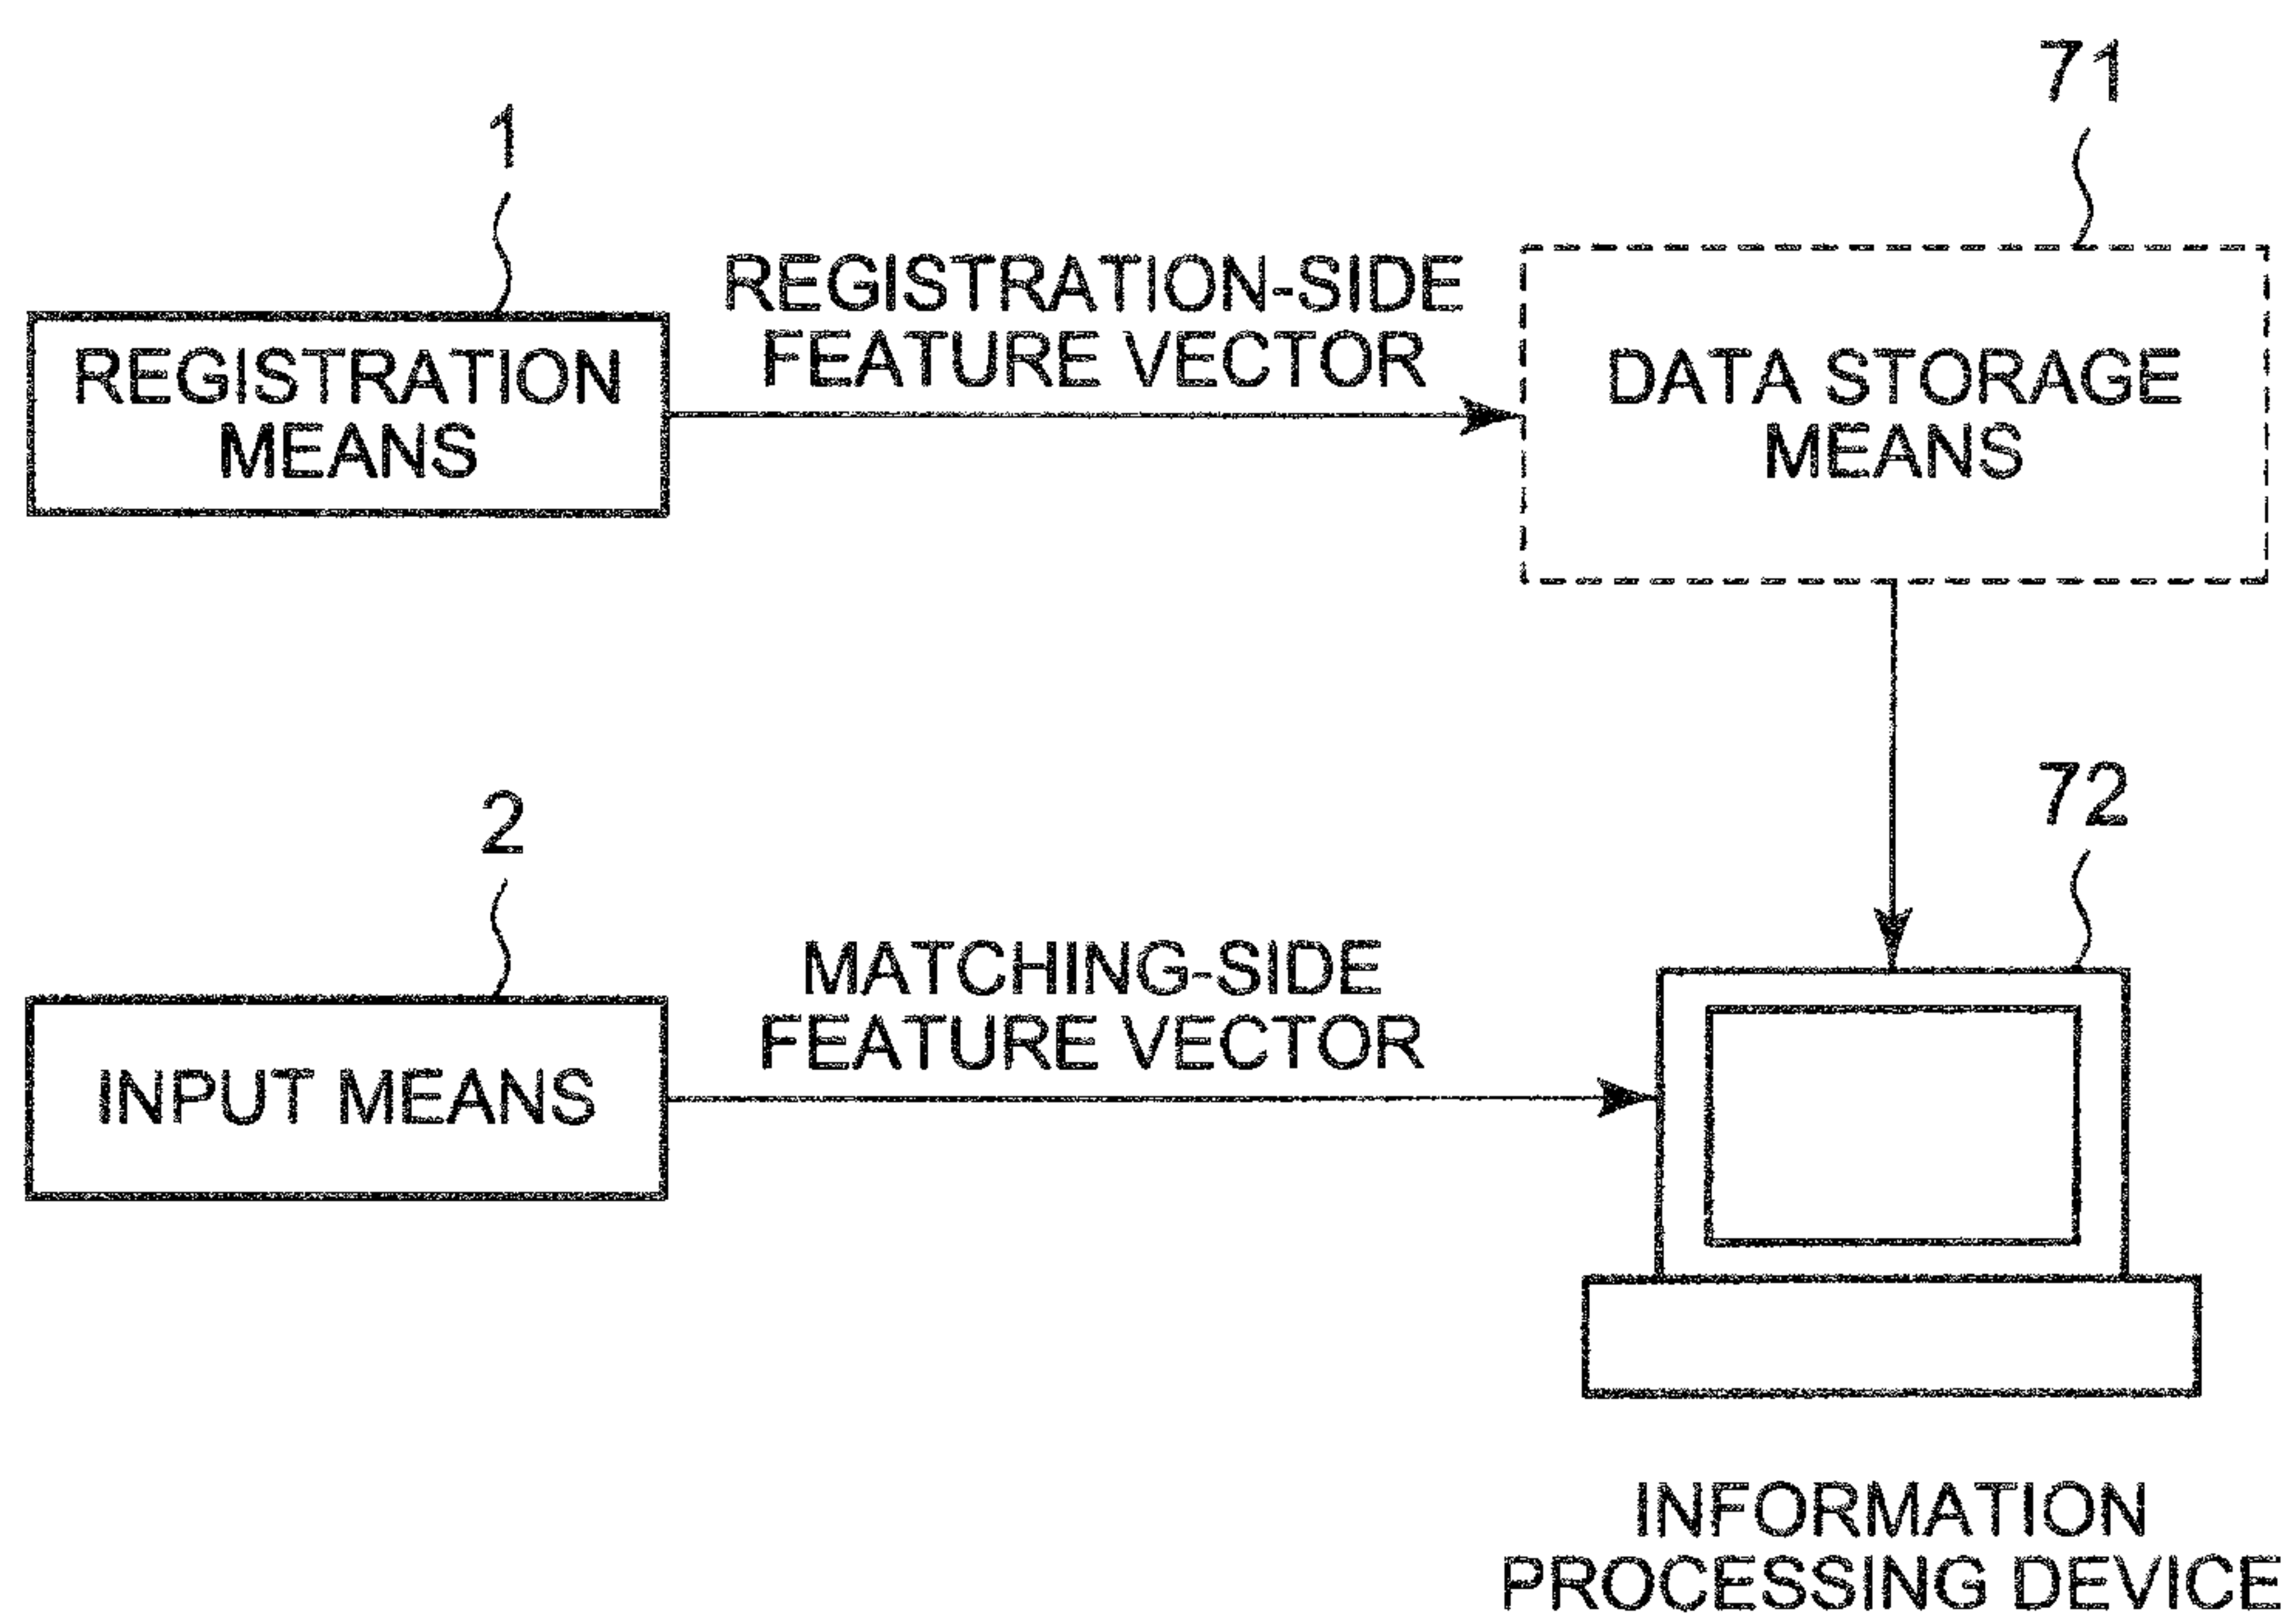 71
1
REGISTRATION-SIDE
FEATURE VECTOR
REGISTRATION
MEANS
DATA STORAGE
MEANS
72
2
MATCHING-SIDE
FEATURE VECTOR
INPUT MEANS
INFORMATION
PROCESSING DEVICE